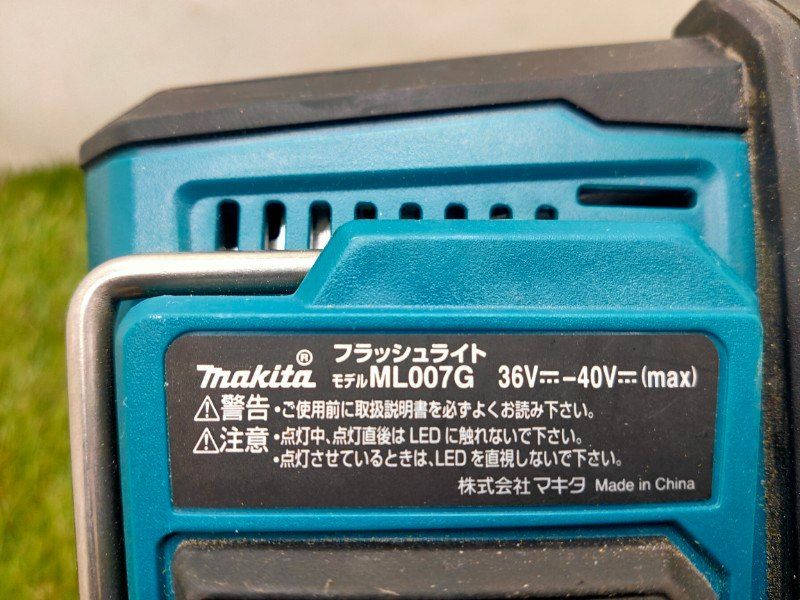 makita® フラッシュライト
モデル ML007G 36V⎓-40V⎓(max)
⚠警告・ご使用前に取扱説明書を必ずよくお読み下さい。
⚠注意・点灯中、点灯直後は LED に触れないで下さい。
・点灯させているときは、LED を直視しないで下さい。
株式会社マキタ Made in China